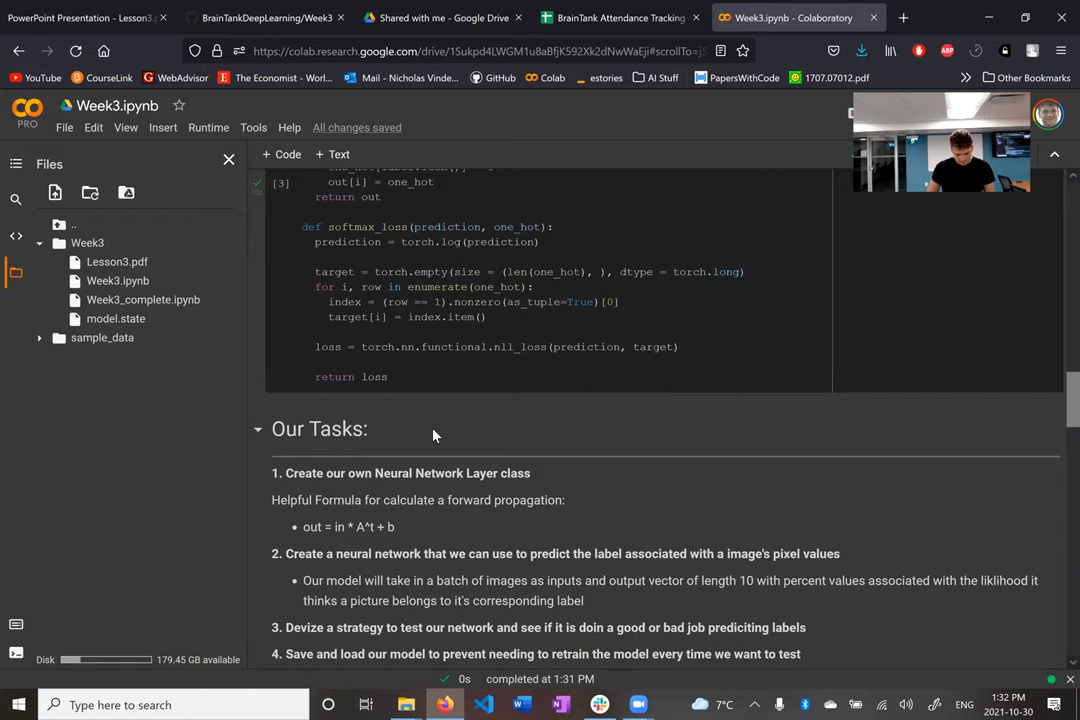 PowerPoint Presentation - Lesson3.
BrainTankDeepLearning/Week3
Shared with me - Google Drive
BrainTank Attendance Tracking
Week3.ipynb - Colaboratory
https://colab.research.google.com/drive/1Sukpd4LWGM1u8aBfjK592Xk2dNwWaEji#scrollTo=jS
YouTube
CourseLink
WebAdvisor
The Economist - Worl...
Mail - Nicholas Vinde...
GitHub
Colab
estories
AI Stuff
PapersWithCode
1707.07012.pdf
Other Bookmarks
CO
PRO
Week3.ipynb
File Edit View Insert Runtime Tools Help All changes saved
Files
+ Code + Text
..
Week3
Lesson3.pdf
Week3.ipynb
Week3_complete.ipynb
model.state
sample_data
[3]
out[i] = one_hot
return out
def softmax_loss(prediction, one_hot):
prediction = torch.log(prediction)
target = torch.empty(size = (len(one_hot), ), dtype = torch.long)
for i, row in enumerate(one_hot):
index = (row == 1).nonzero(as_tuple=True)[0]
target[i] = index.item()
loss = torch.nn.functional.nll_loss(prediction, target)
return loss
Our Tasks:
1. Create our own Neural Network Layer class
Helpful Formula for calculate a forward propagation:
• out = in * A^t + b
2. Create a neural network that we can use to predict the label associated with a image's pixel values
• Our model will take in a batch of images as inputs and output vector of length 10 with percent values associated with the liklihood it
thinks a picture belongs to it's corresponding label
3. Devize a strategy to test our network and see if it is doin a good or bad job prediciting labels
4. Save and load our model to prevent needing to retrain the model every time we want to test
Disk 179.45 GB available
0s completed at 1:31 PM
Type here to search
7°C
ENG
1:32 PM
2021-10-30